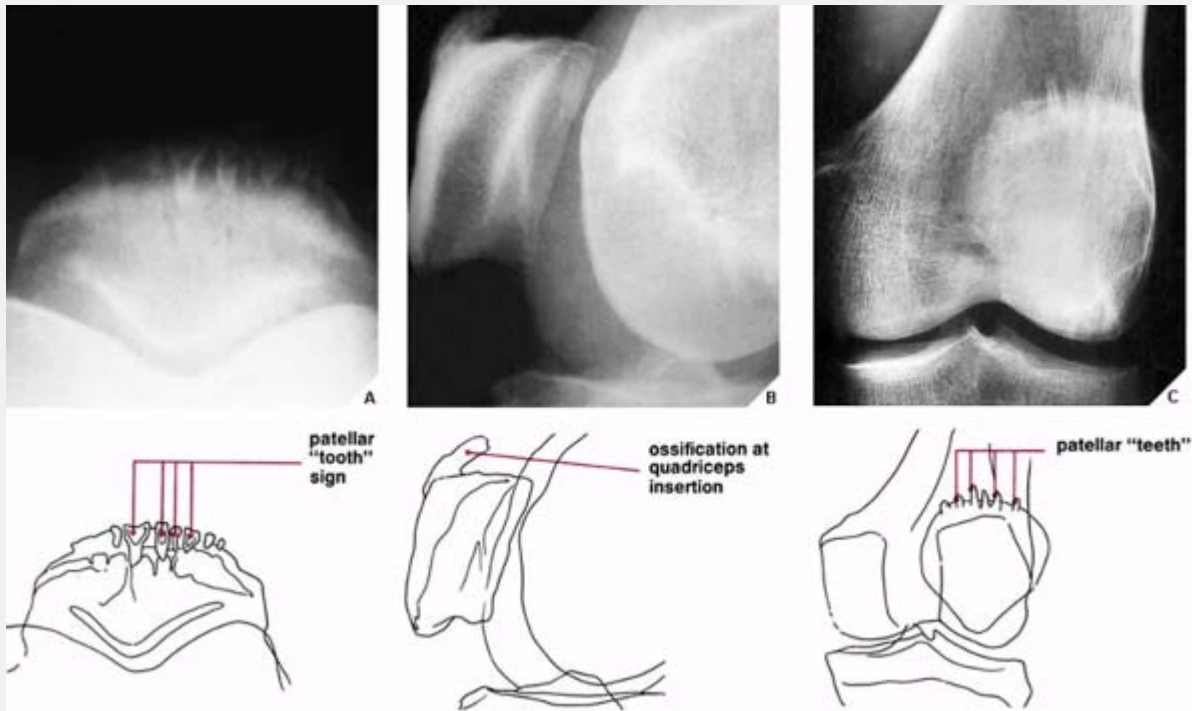 A
B
C
patellar
"tooth"
sign
ossification at
quadriceps
insertion
patellar "teeth"